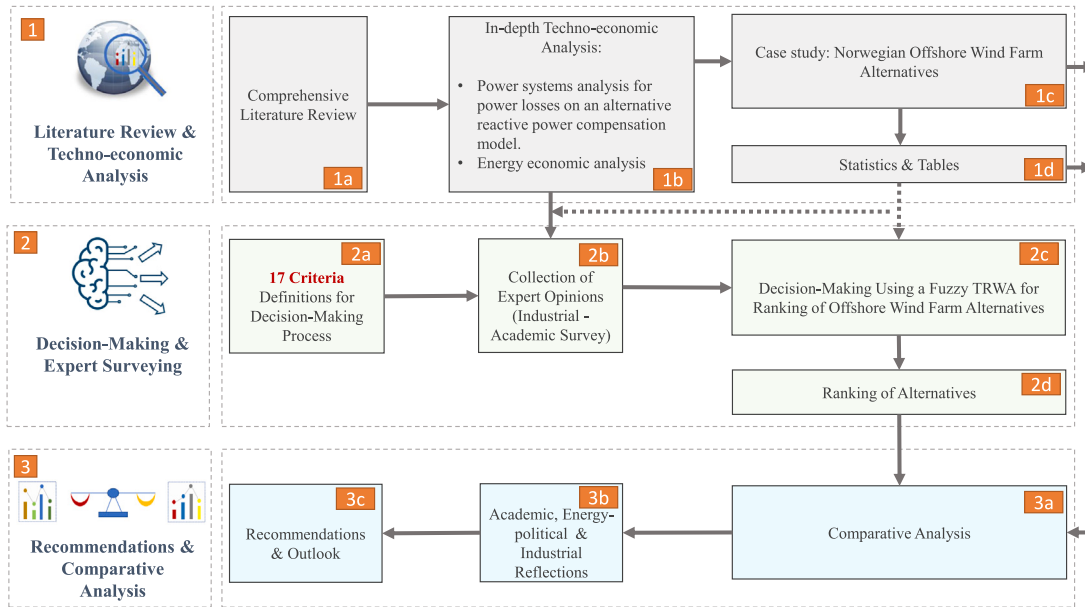 1
Literature Review &
Techno-economic
Analysis
Comprehensive
Literature Review
1a
In-depth Techno-economic
Analysis:
• Power systems analysis for
power losses on an alternative
reactive power compensation
model.
• Energy economic analysis
1b
Case study: Norwegian Offshore Wind Farm
Alternatives
1c
Statistics & Tables
1d
2
Decision-Making &
Expert Surveying
2a
17 Criteria
Definitions for
Decision-Making
Process
2b
Collection of
Expert Opinions
(Industrial -
Academic Survey)
2c
Decision-Making Using a Fuzzy TRWA for
Ranking of Offshore Wind Farm Alternatives
2d
Ranking of Alternatives
3
Recommendations &
Comparative
Analysis
3c
Recommendations
& Outlook
3b
Academic, Energy-
political &
Industrial
Reflections
3a
Comparative Analysis